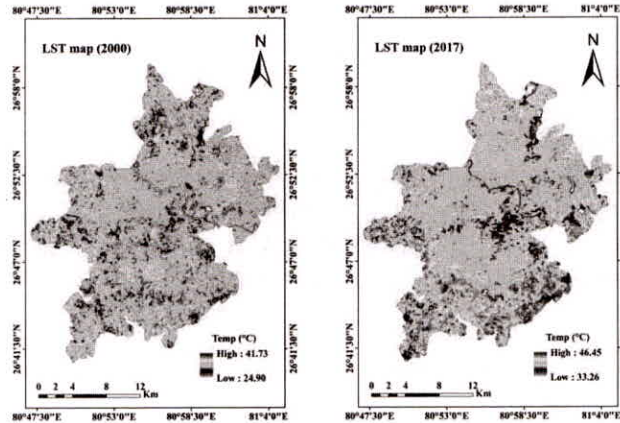 80°47'30"E 80°53'0"E 80°58'30"E 81°4'0"E
LST map (2000)
N
26°58'0"N
26°52'30"N
26°47'0"N
26°41'30"N
Temp (°C)
High : 41.73
Low : 24.90
0 2 4 8 12
Km
80°47'30"E 80°53'0"E 80°58'30"E 81°4'0"E
80°47'30"E 80°53'0"E 80°58'30"E 81°4'0"E
LST map (2017)
N
26°58'0"N
26°52'30"N
26°47'0"N
26°41'30"N
Temp (°C)
High : 46.45
Low : 33.26
0 2 4 8 12
Km
80°47'30"E 80°53'0"E 80°58'30"E 81°4'0"E